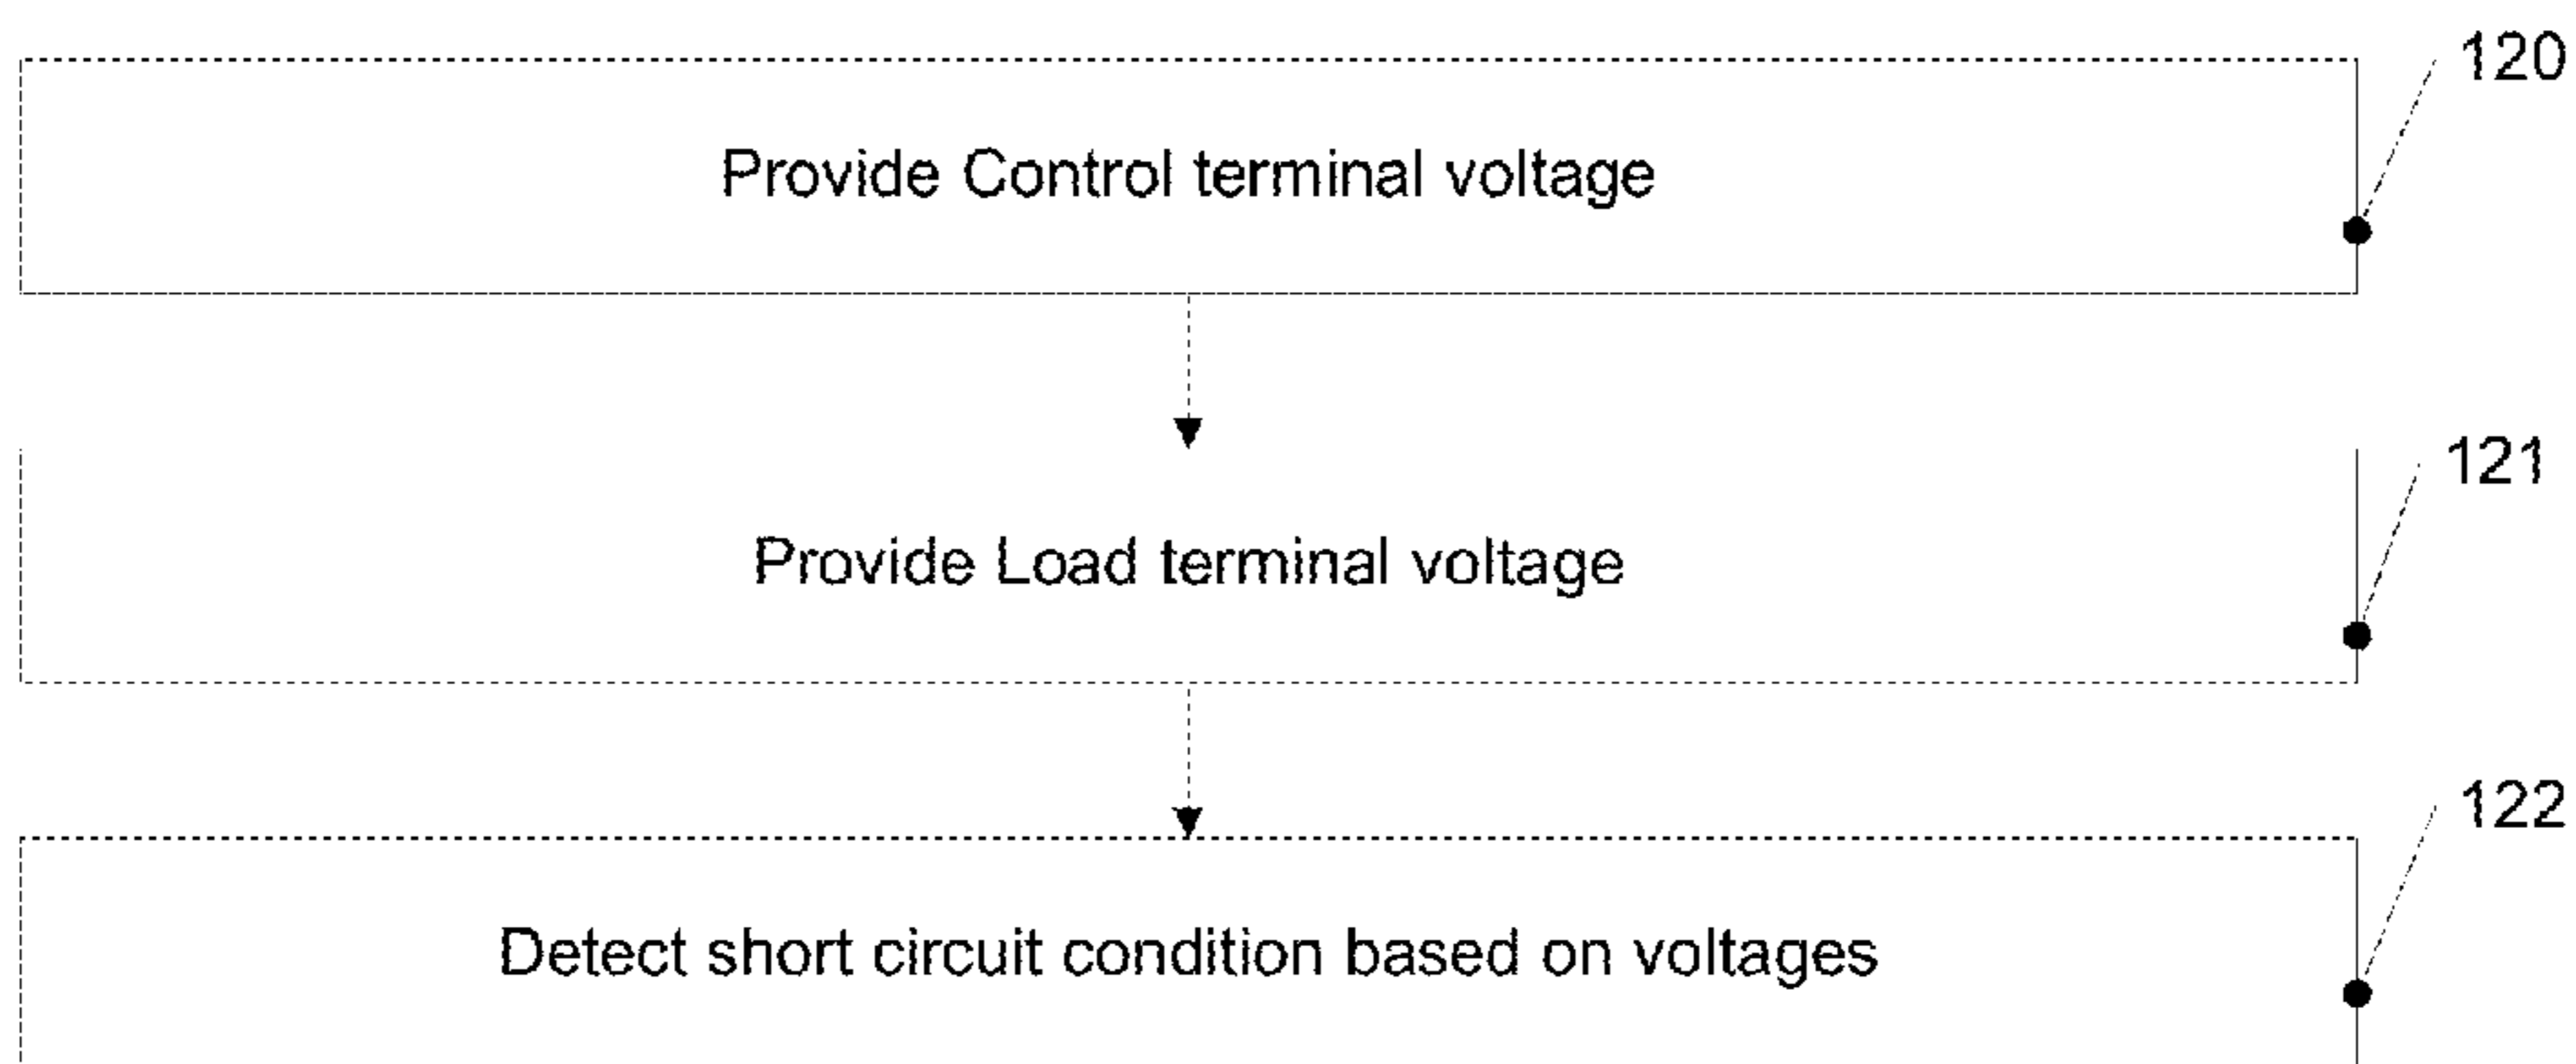 120
Provide Control terminal voltage
121
Provide Load terminal voltage
122
Detect short circuit condition based on voltages